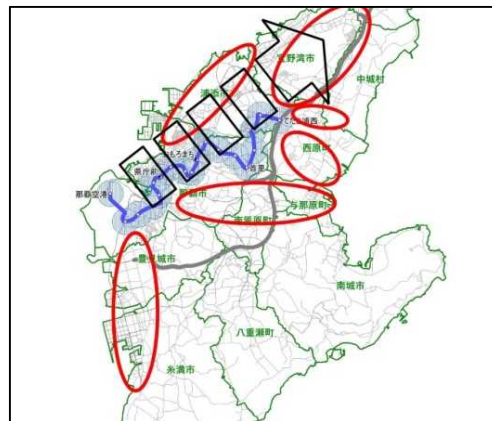 宜野湾市
中城村
浦添市
てだこ浦西
西原町
おもろまち
県庁前
首里
那覇空港
那覇市
与那原町
南風原町
豊見城市
南城市
八重瀬町
糸満市